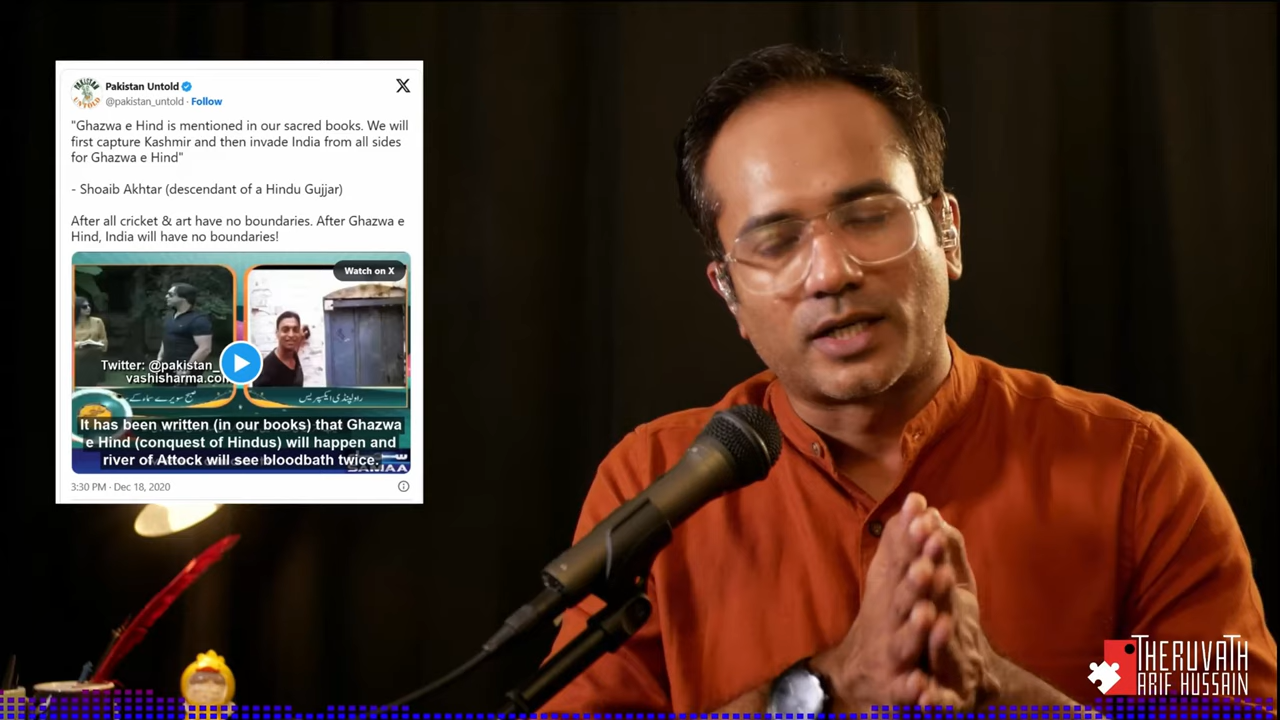 Pakistan Untold
@pakistan_untold · Follow
"Ghazwa e Hind is mentioned in our sacred books. We will
first capture Kashmir and then invade India from all sides
for Ghazwa e Hind"
- Shoaib Akhtar (descendant of a Hindu Gujjar)
After all cricket & art have no boundaries. After Ghazwa e
Hind, India will have no boundaries!
Watch on X
Twitter: @pakistan_
vashisharma.com
راولپنڈی ایکسپریس
It has been written (in our books) that Ghazwa
e Hind (conquest of Hindus) will happen and
river of Attock will see bloodbath twice.
SAMAA
3:30 PM · Dec 18, 2020
THERUVATH
ARIF HUSSAIN